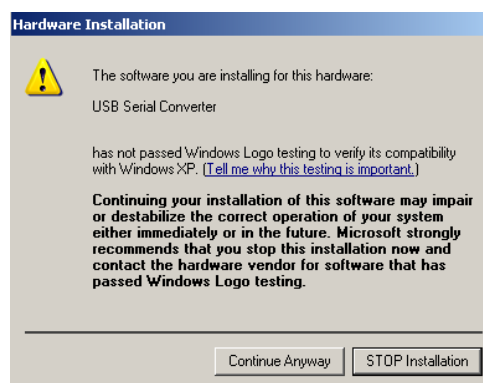 Hardware Installation
The software you are installing for this hardware:
USB Serial Converter
has not passed Windows Logo testing to verify its compatibility
with Windows XP. (Tell me why this testing is important.)
Continuing your installation of this software may impair
or destabilize the correct operation of your system
either immediately or in the future. Microsoft strongly
recommends that you stop this installation now and
contact the hardware vendor for software that has
passed Windows Logo testing.
Continue Anyway STOP Installation